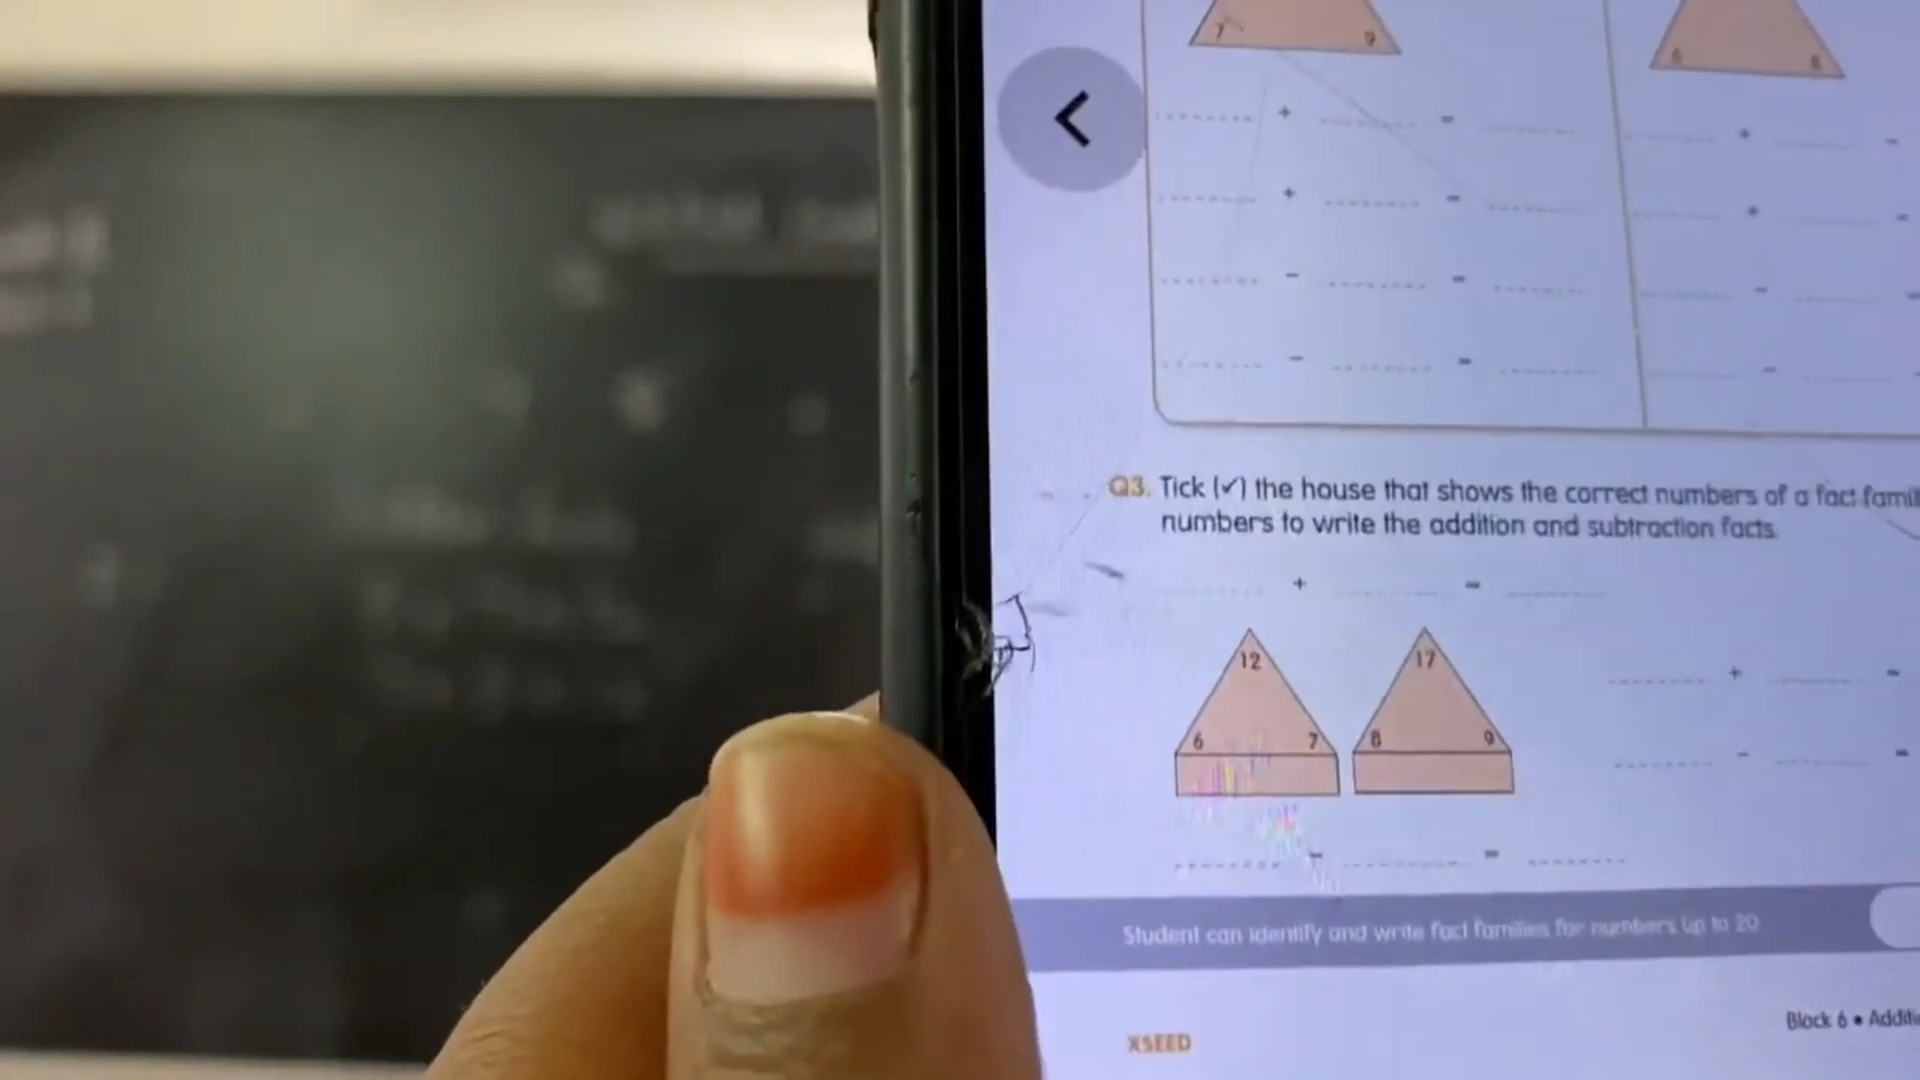 7 9
6 8
+ - + -
+ - + -
- - - -
- - - -
Q3. Tick (✓) the house that shows the correct numbers of a fact famil
numbers to write the addition and subtraction facts.
+ -
12 17
+ -
6 7 8 9
- -
- -
Student can identify and write fact families for numbers up to 20
Block 6 • Additi
XSEED